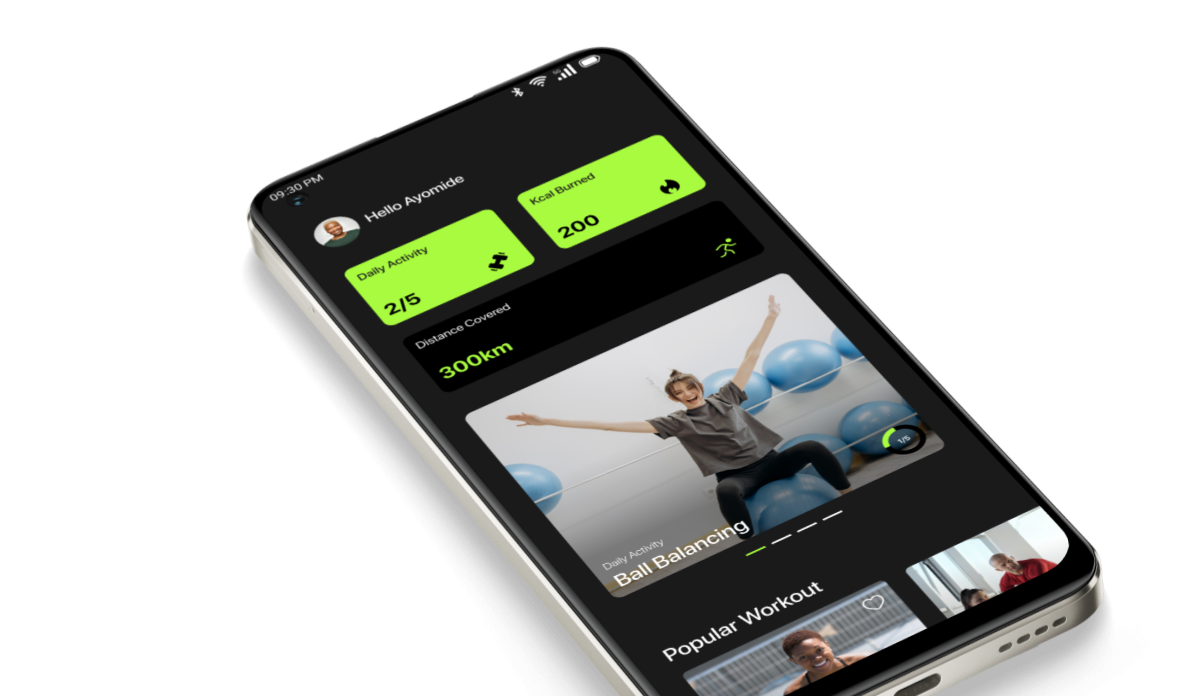 09:30 PM
5G
Hello Ayomide
Daily Activity
2/5
Kcal Burned
200
Distance Covered
300km
1/5
Daily Activity
Ball Balancing
Popular Workout